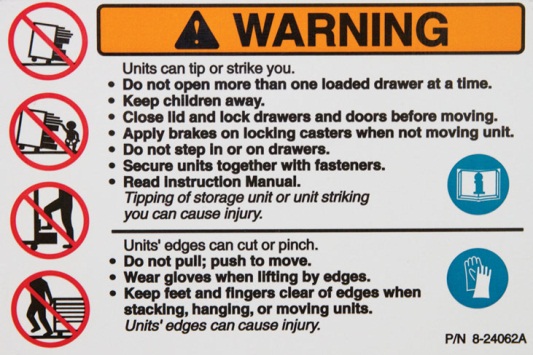 WARNING
Units can tip or strike you.
• Do not open more than one loaded drawer at a time.
• Keep children away.
• Close lid and lock drawers and doors before moving.
• Apply brakes on locking casters when not moving unit.
• Do not step in or on drawers.
• Secure units together with fasteners.
• Read Instruction Manual.
Tipping of storage unit or unit striking
you can cause injury.
Units' edges can cut or pinch.
• Do not pull; push to move.
• Wear gloves when lifting by edges.
• Keep feet and fingers clear of edges when
stacking, hanging, or moving units.
Units' edges can cause injury.
P/N 8-24062A